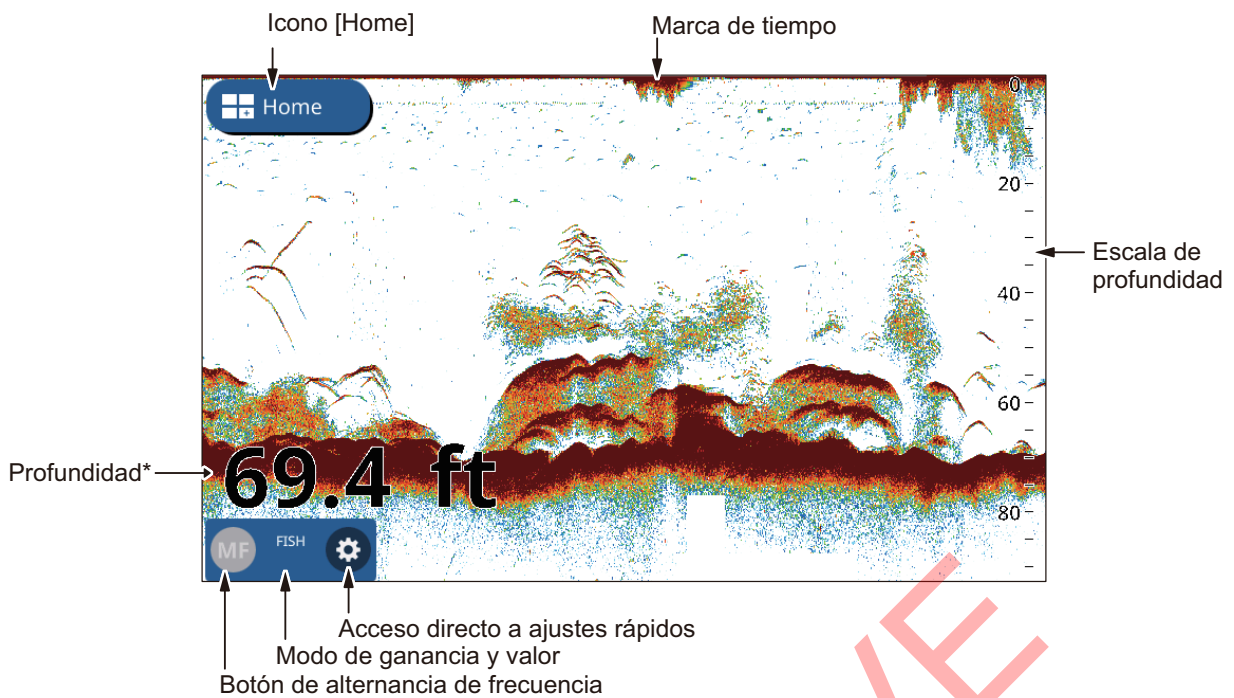 Icono [Home]
Marca de tiempo
Home
0
20
Escala de
profundidad
40
60
Profundidad*
69.4 ft
80
MF
FISH
Acceso directo a ajustes rápidos
Modo de ganancia y valor
Botón de alternancia de frecuencia